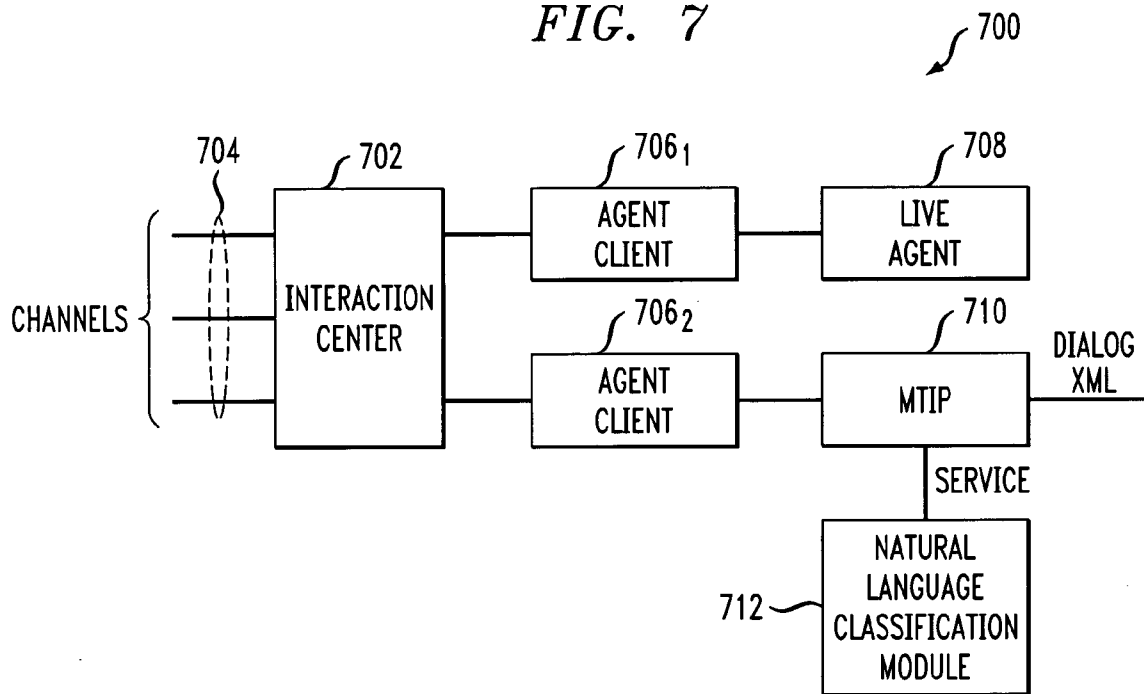 FIG. 7
700
704
702
706₁
708
CHANNELS
INTERACTION
CENTER
AGENT
CLIENT
LIVE
AGENT
706₂
710
AGENT
CLIENT
MTIP
DIALOG
XML
SERVICE
712
NATURAL
LANGUAGE
CLASSIFICATION
MODULE